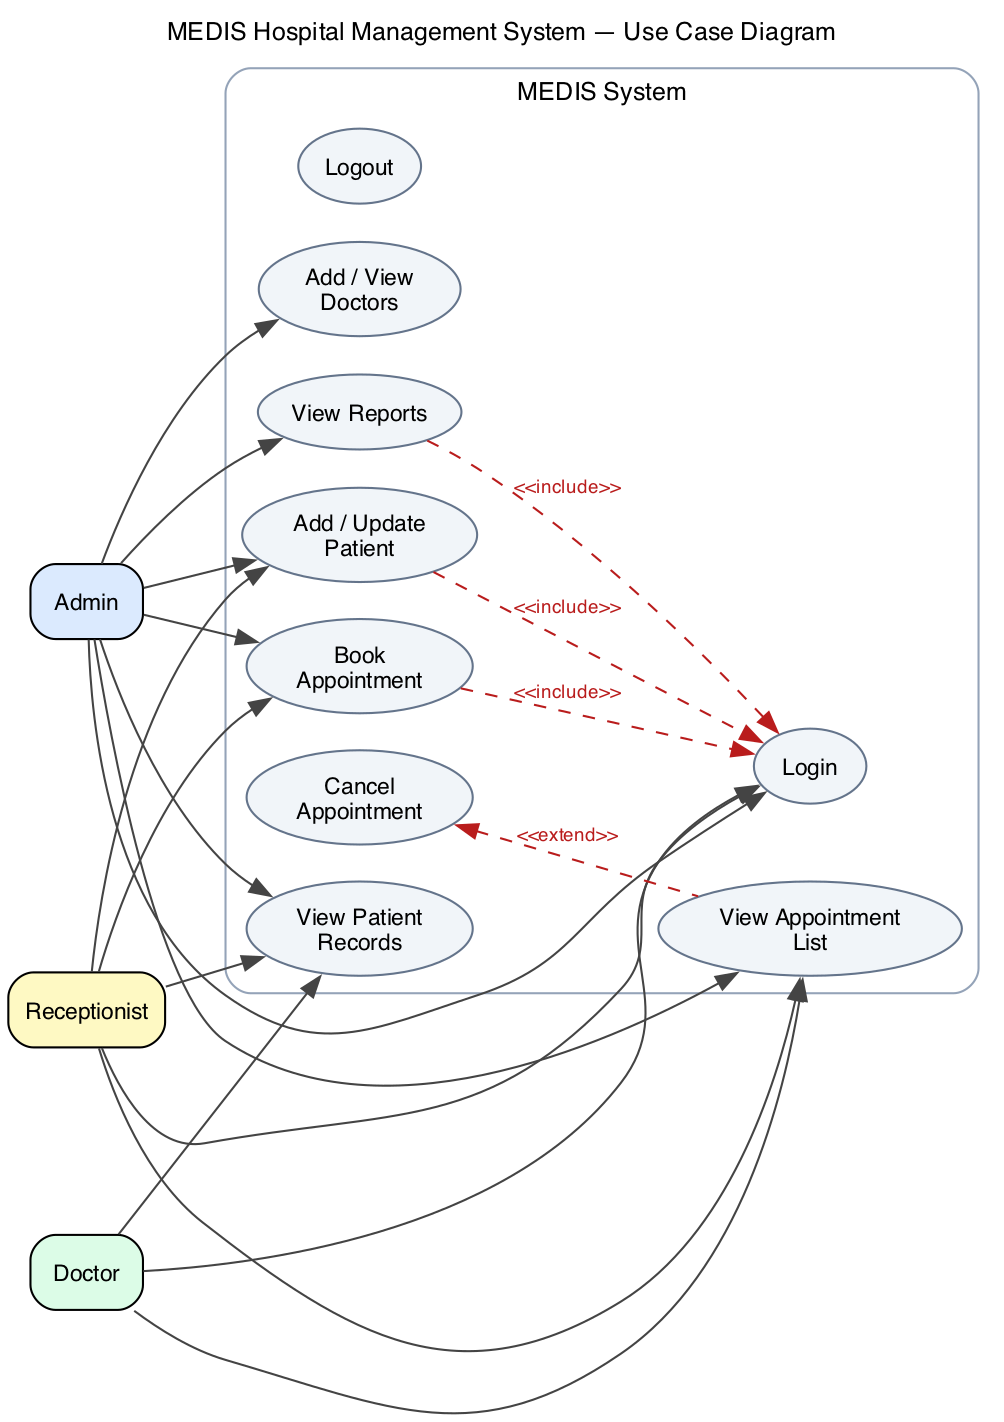 MEDIS Hospital Management System — Use Case Diagram
MEDIS System
Logout
Add / View
Doctors
View Reports
<<include>>
Add / Update
Patient
Admin
<<include>>
Book
Appointment
<<include>>
Login
Cancel
Appointment
<<extend>>
View Patient
Records
View Appointment
List
Receptionist
Doctor